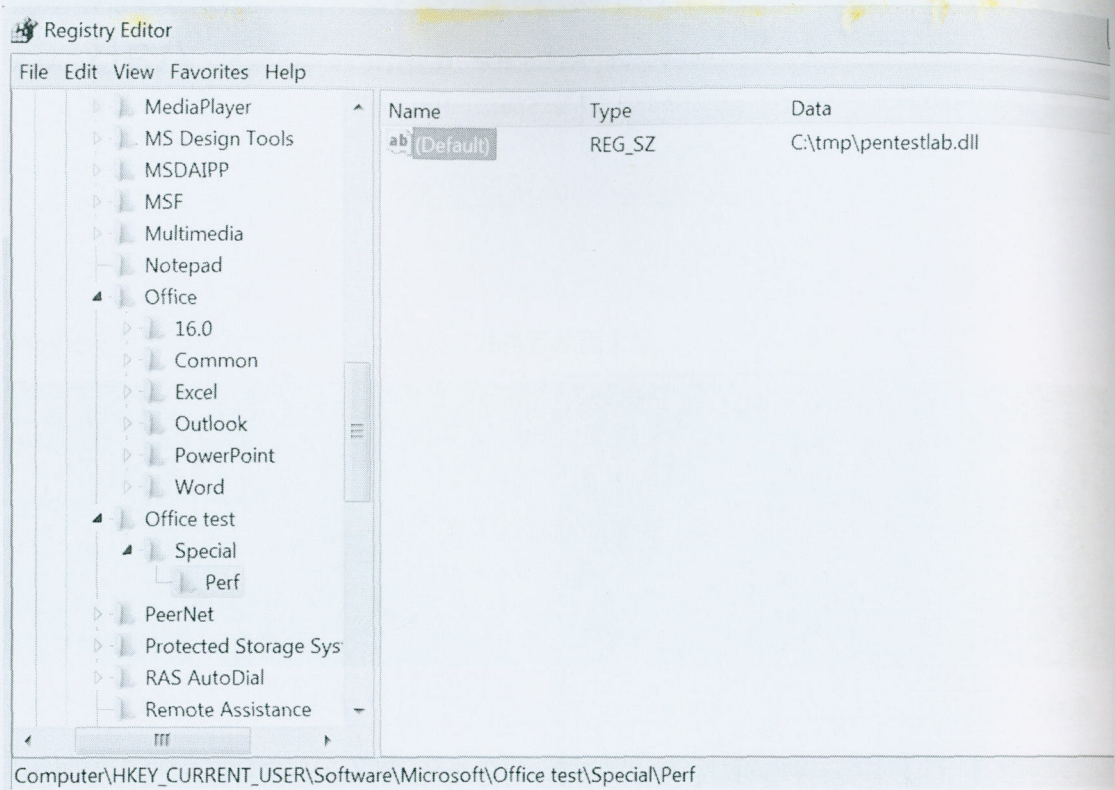 Registry Editor
File Edit View Favorites Help
MediaPlayer
MS Design Tools
MSDAIPP
MSF
Multimedia
Notepad
Office
16.0
Common
Excel
Outlook
PowerPoint
Word
Office test
Special
Perf
PeerNet
Protected Storage Sys
RAS AutoDial
Remote Assistance
Name Type Data
ab (Default) REG_SZ C:\tmp\pentestlab.dll
Computer\HKEY_CURRENT_USER\Software\Microsoft\Office test\Special\Perf